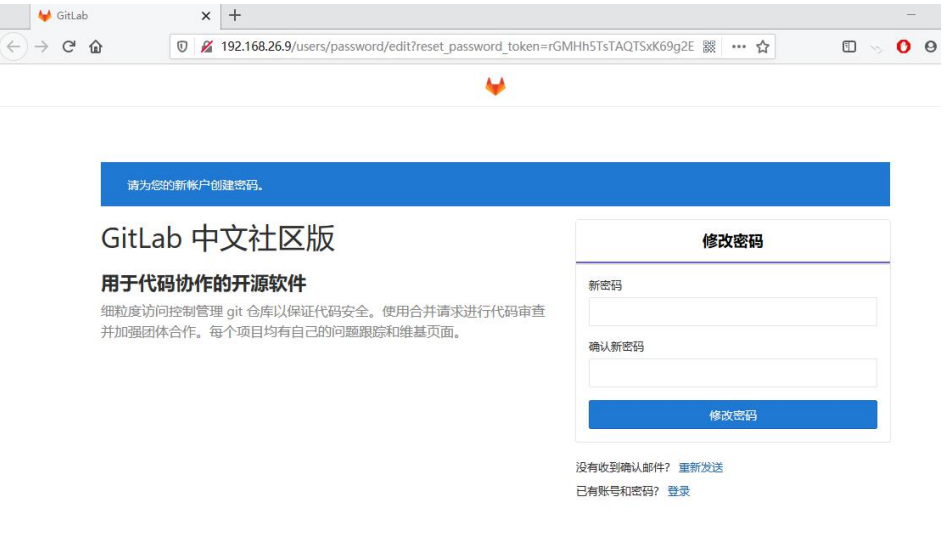 GitLab
192.168.26.9/users/password/edit?reset_password_token=rGMHh5TsTAQTSxK69g2E
请为您的新帐户创建密码。
GitLab 中文社区版
用于代码协作的开源软件
细粒度访问控制管理 git 仓库以保证代码安全。使用合并请求进行代码审查
并加强团体合作。每个项目均有自己的问题跟踪和维基页面。
修改密码
新密码
确认新密码
修改密码
没有收到确认邮件? 重新发送
已有账号和密码? 登录